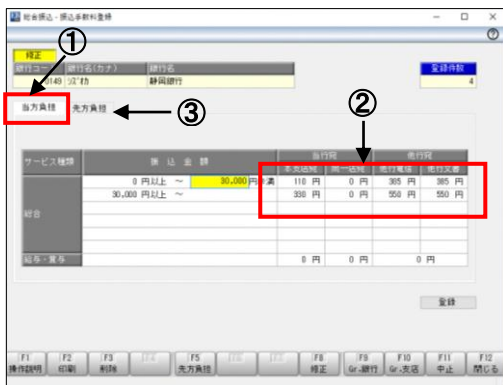 総合振込－振込手数料登録
①
修正
銀行コード 銀行名(カナ) 銀行名 登録件数
0149 ｼｽﾞｵｶ 静岡銀行 4
当方負担 先方負担 ③
②
サービス種類 振込金額 当行宛 他行宛
本支店宛 同一店宛 他行電信 他行文書
0 円以上 ～ 30,000 円未満 110 円 0 円 385 円 385 円
30,000 円以上 ～ 330 円 0 円 550 円 550 円
総合
給与・賞与 0 円 0 円 0 円
登録
F1 F2 F3 F5 F8 F9 F10 F11 F12
操作説明 印刷 削除 先方負担 修正 Gr.銀行 Gr.支店 中止 閉じる